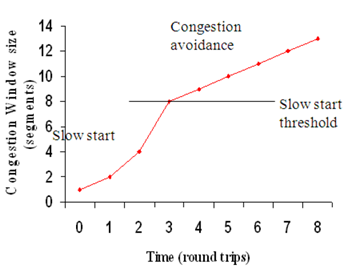 Congestion
avoidance
Congestion Window size
(segments)
14
12
10
8
6
4
2
0
Slow start
Slow start
threshold
0 1 2 3 4 5 6 7 8
Time (round trips)